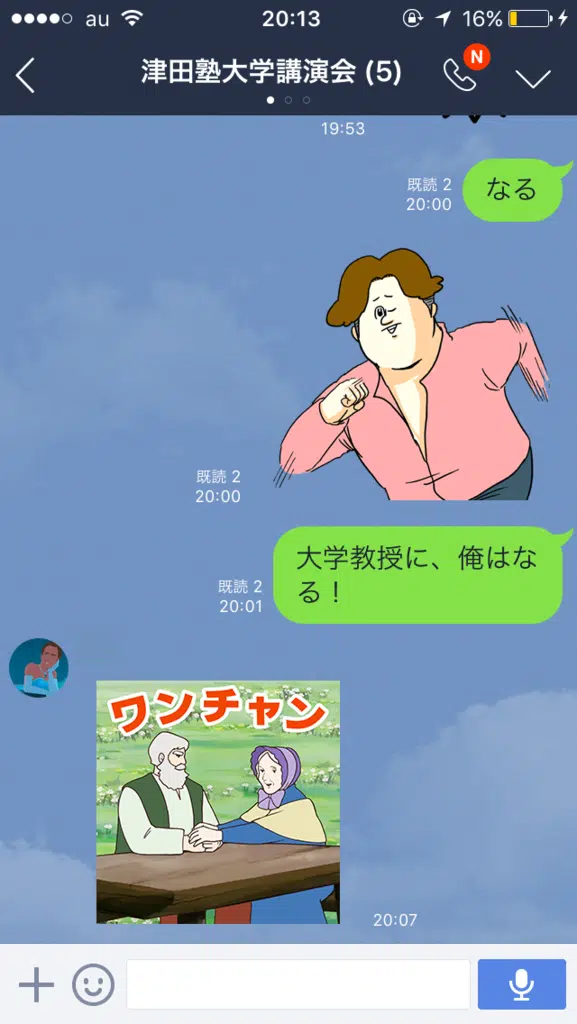 au 20:13 16%
津田塾大学講演会 (5)
N
19:53
既読 2
20:00
なる
既読 2
20:00
既読 2
20:01
大学教授に、俺はな
る！
ワンチャン
20:07